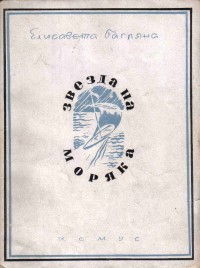 Елисавета Багряна
ЗВЕЗДА НА
МОРЯКА
ХЕМУС